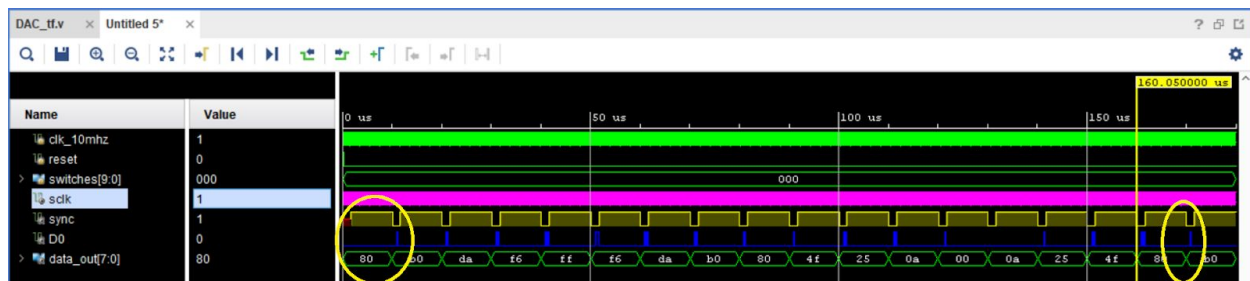 DAC_tf.v × Untitled 5* ×
?
160.050000 us
Name Value
0 us 50 us 100 us 150 us
clk_10mhz 1
reset 0
switches[9:0] 000 000
sclk 1
sync 1
D0 0
data_out[7:0] 80 80 b0 da f6 ff f6 da b0 80 4f 25 0a 00 0a 25 4f 80 b0